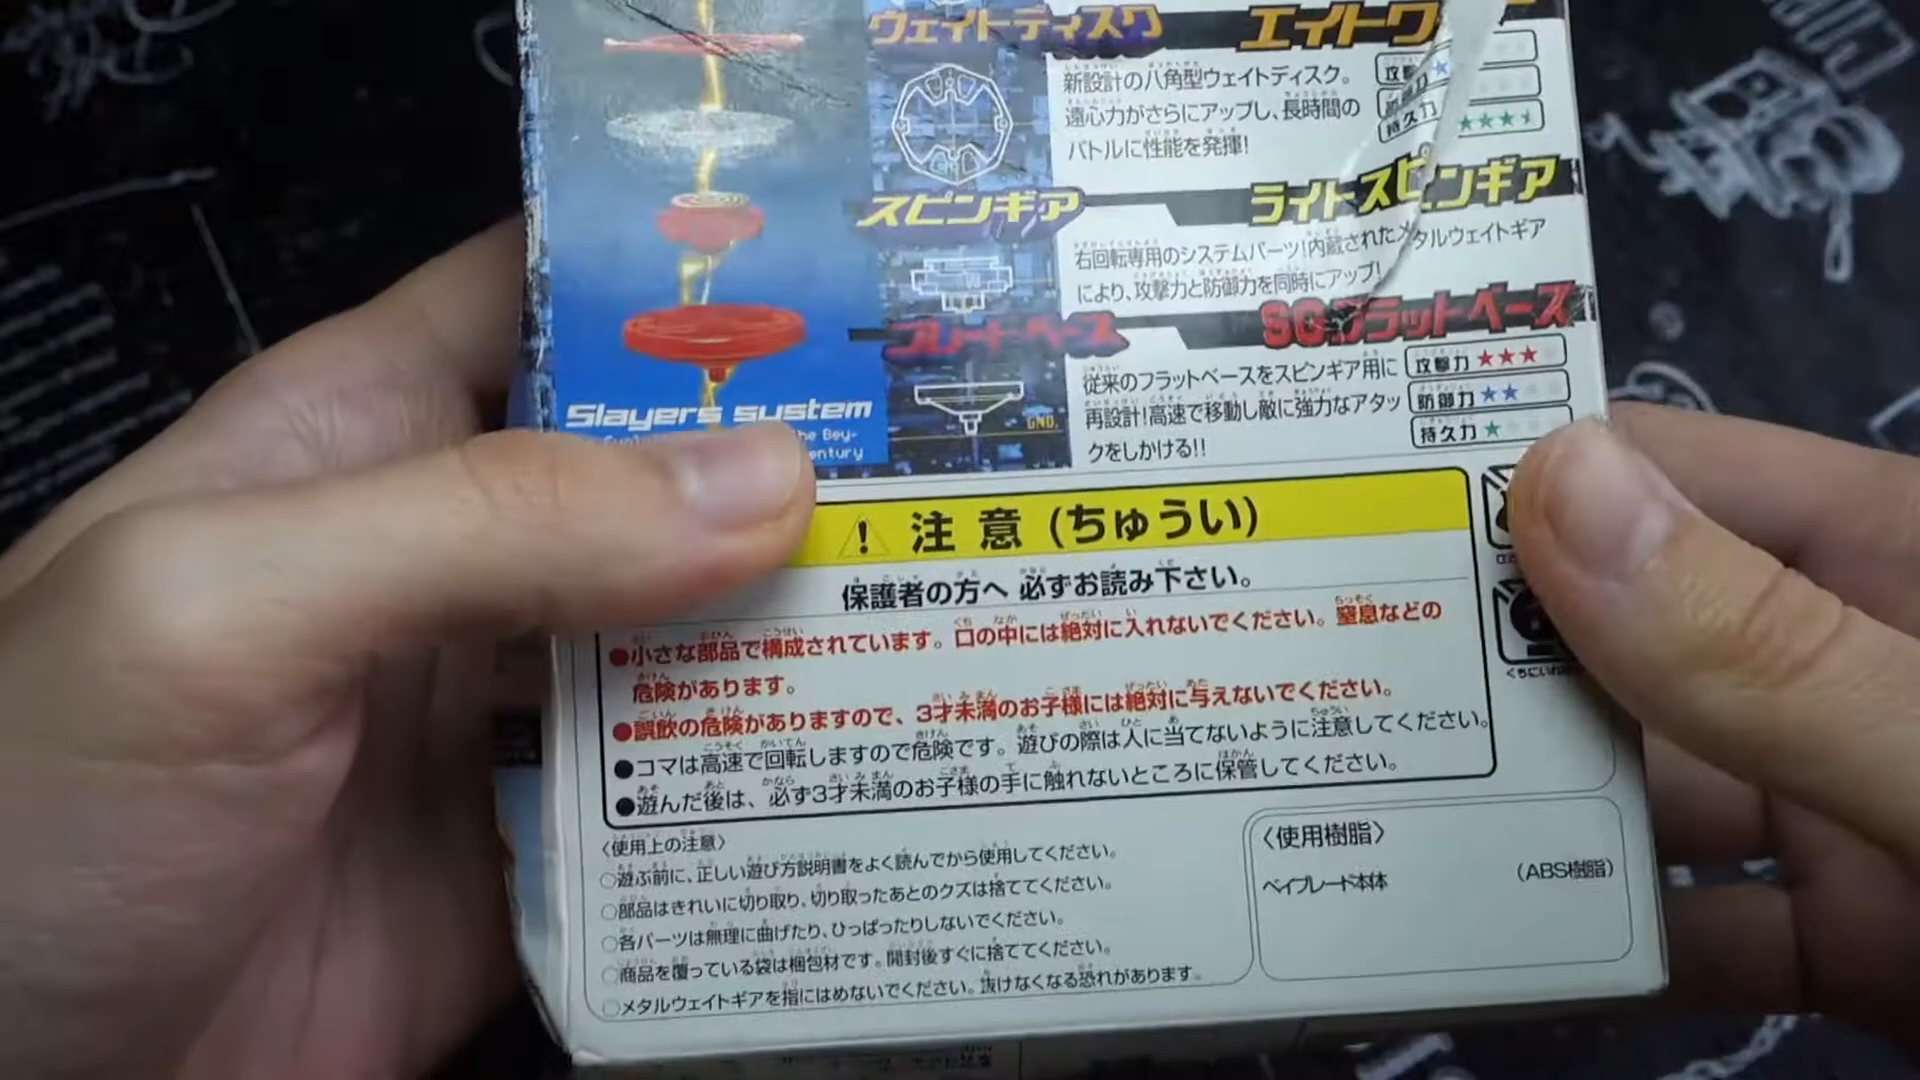 ウェイトディスク
エイトワ
新設計の八角型ウェイトディスク。
遠心力がさらにアップし、長時間の
バトルに性能を発揮!
攻撃力 ★
持久力 ★★★
スピンギア
ライトスピンギア
右回転専用のシステムパーツ!内蔵されたメタルウェイトギア
により、攻撃力と防御力を同時にアップ!
ブレードベース
SGフラットベース
従来のフラットベースをスピンギア用に
再設計!高速で移動し敵に強力なアタッ
クをしかける!!
攻撃力 ★★★
防御力 ★★
持久力 ★
GND.
Slayers system
the Bey-
entury
注意(ちゅうい)
保護者の方へ 必ずお読み下さい。
●小さな部品で構成されています。口の中には絶対に入れないでください。窒息などの
危険があります。
●誤飲の危険がありますので、3才未満のお子様には絶対に与えないでください。
●コマは高速で回転しますので危険です。遊びの際は人に当てないように注意してください。
●遊んだ後は、必ず3才未満のお子様の手に触れないところに保管してください。
くちにいれ
〈使用上の注意〉
○遊ぶ前に、正しい遊び方説明書をよく読んでから使用してください。
○部品はきれいに切り取り、切り取ったあとのクズは捨ててください。
○各パーツは無理に曲げたり、ひっぱったりしないでください。
○商品を覆っている袋は梱包材です。開封後すぐに捨ててください。
○メタルウェイトギアを指にはめないでください。抜けなくなる恐れがあります。
〈使用樹脂〉
ベイブレード本体 (ABS樹脂)